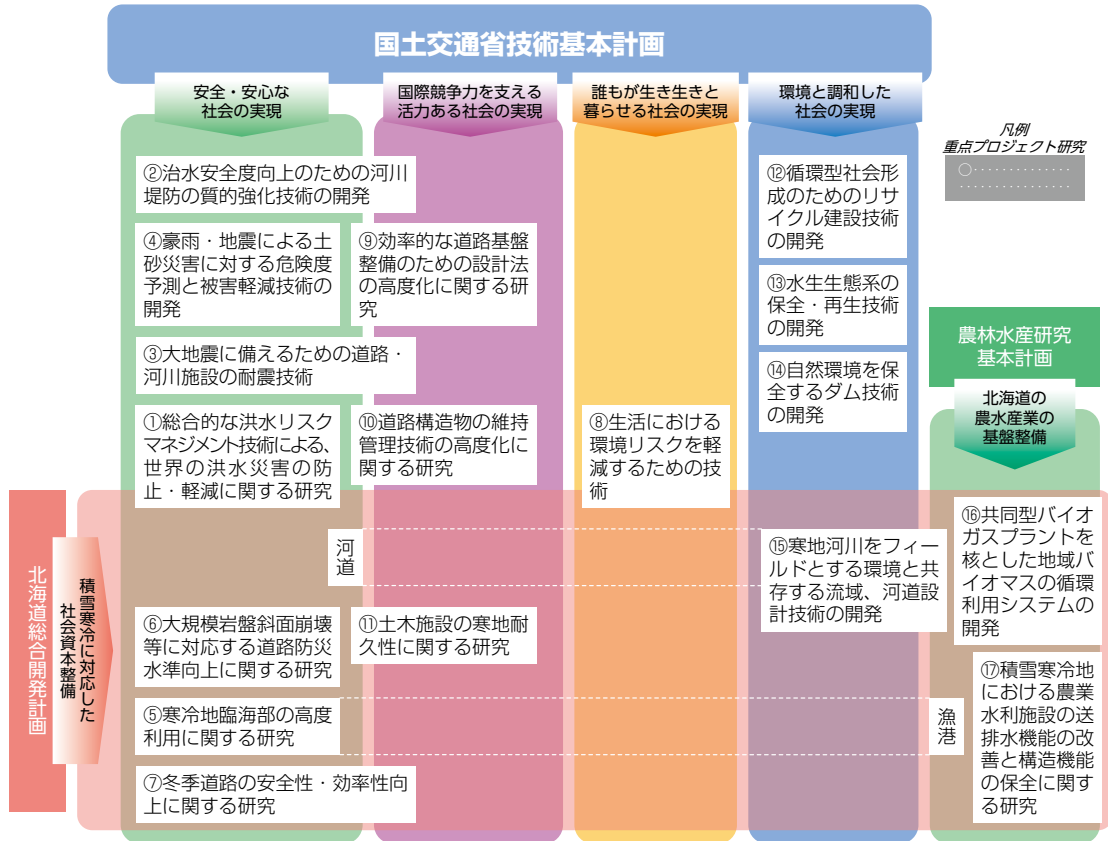 国土交通省技術基本計画
安全・安心な
社会の実現
国際競争力を支える
活力ある社会の実現
誰もが生き生きと
暮らせる社会の実現
環境と調和した
社会の実現
凡例
重点プロジェクト研究
○・・・・・・・・・・・・・・
・・・・・・・・・・・・・・
②治水安全度向上のための河川
堤防の質的強化技術の開発
④豪雨・地震による土
砂災害に対する危険度
予測と被害軽減技術の
開発
③大地震に備えるための道路・
河川施設の耐震技術
①総合的な洪水リスク
マネジメント技術による、
世界の洪水災害の防
止・軽減に関する研究
⑨効率的な道路基盤
整備のための設計法
の高度化に関する研
究
⑩道路構造物の維持
管理技術の高度化に
関する研究
⑧生活における
環境リスクを軽
減するための技
術
⑫循環型社会形
成のためのリサ
イクル建設技術
の開発
⑬水生生態系の
保全・再生技術
の開発
⑭自然環境を保
全するダム技術
の開発
農林水産研究
基本計画
北海道の
農水産業の
基盤整備
北海道総合開発計画
積雪寒冷に対応した
社会資本整備
河道
⑥大規模岩盤斜面崩壊
等に対応する道路防災
水準向上に関する研究
⑤寒冷地臨海部の高度
利用に関する研究
⑦冬季道路の安全性・効率性向
上に関する研究
⑪土木施設の寒地耐
久性に関する研究
⑮寒地河川をフィー
ルドとする環境と共
存する流域、河道設
計技術の開発
漁港
⑯共同型バイオ
ガスプラントを
核とした地域バ
イオマスの循環
利用システムの
開発
⑰積雪寒冷地
における農業
水利施設の送
排水機能の改
善と構造機能
の保全に関す
る研究